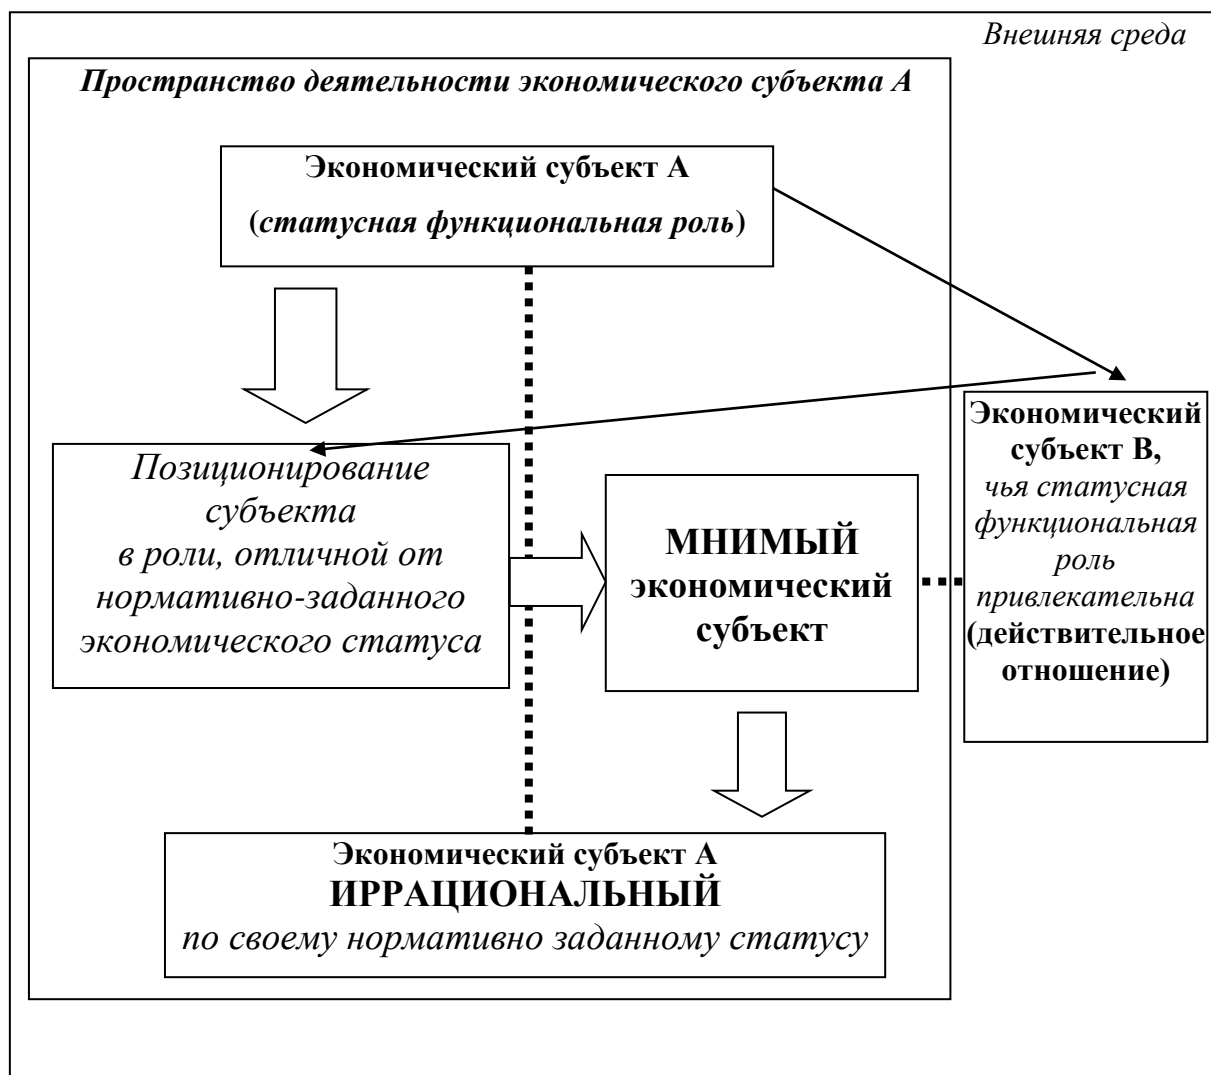 Внешняя среда
Пространство деятельности экономического субъекта А
Экономический субъект А
(статусная функциональная роль)
Позиционирование
субъекта
в роли, отличной от
нормативно-заданного
экономического статуса
МНИМЫЙ
экономический
субъект
Экономический
субъект В,
чья статусная
функциональная
роль
привлекательна
(действительное
отношение)
Экономический субъект А
ИРРАЦИОНАЛЬНЫЙ
по своему нормативно заданному статусу